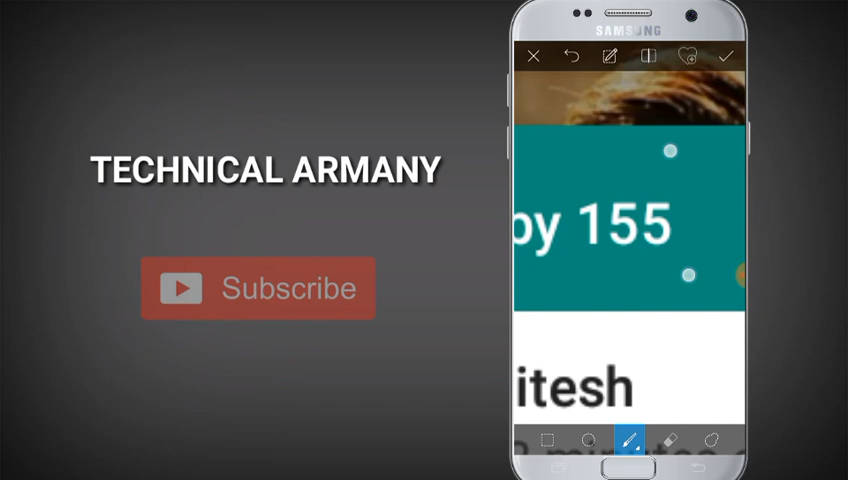 TECHNICAL ARMANY
Subscribe
SAMSUNG
by 155
itesh